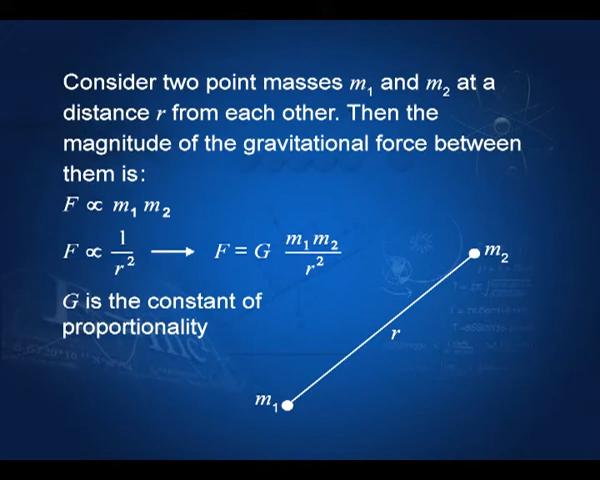 Consider two point masses m₁ and m₂ at a
distance r from each other. Then the
magnitude of the gravitational force between
them is:
F ∝ m₁ m₂
F ∝ 1/r² ⟶ F = G m₁m₂/r²
G is the constant of
proportionality
m₂
r
m₁